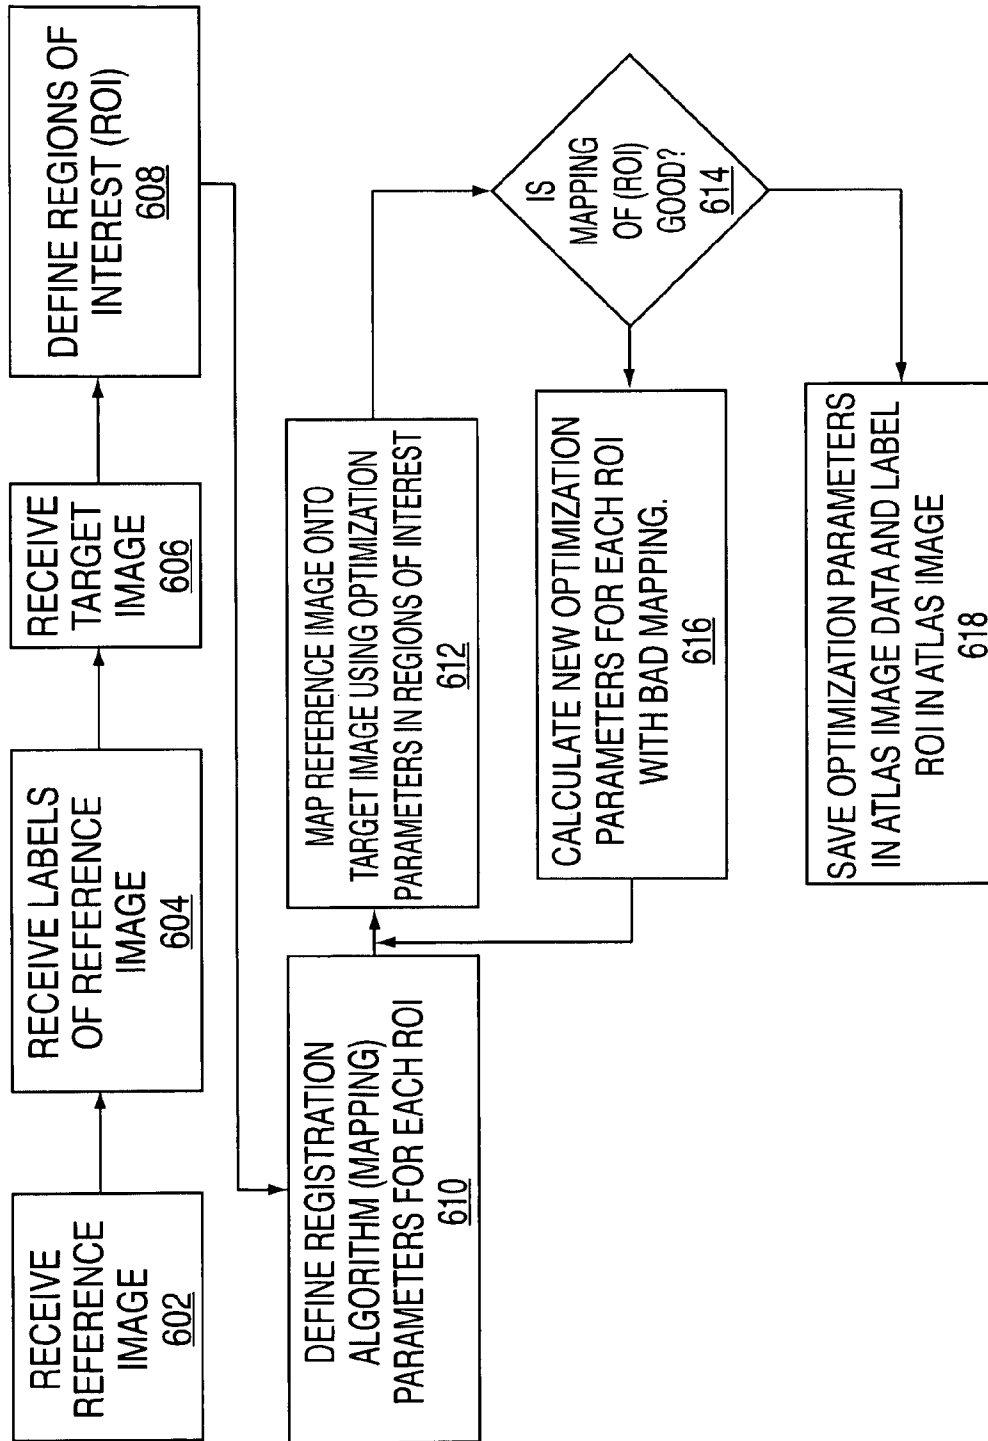 RECEIVE
REFERENCE
IMAGE
602
RECEIVE LABELS
OF REFERENCE
IMAGE
604
RECEIVE
TARGET
IMAGE
606
DEFINE REGIONS OF
INTEREST (ROI)
608
DEFINE REGISTRATION
ALGORITHM (MAPPING)
PARAMETERS FOR EACH ROI
610
MAP REFERENCE IMAGE ONTO
TARGET IMAGE USING OPTIMIZATION
PARAMETERS IN REGIONS OF INTEREST
612
IS
MAPPING
OF (ROI)
GOOD?
614
CALCULATE NEW OPTIMIZATION
PARAMETERS FOR EACH ROI
WITH BAD MAPPING.
616
SAVE OPTIMIZATION PARAMETERS
IN ATLAS IMAGE DATA AND LABEL
ROI IN ATLAS IMAGE
618